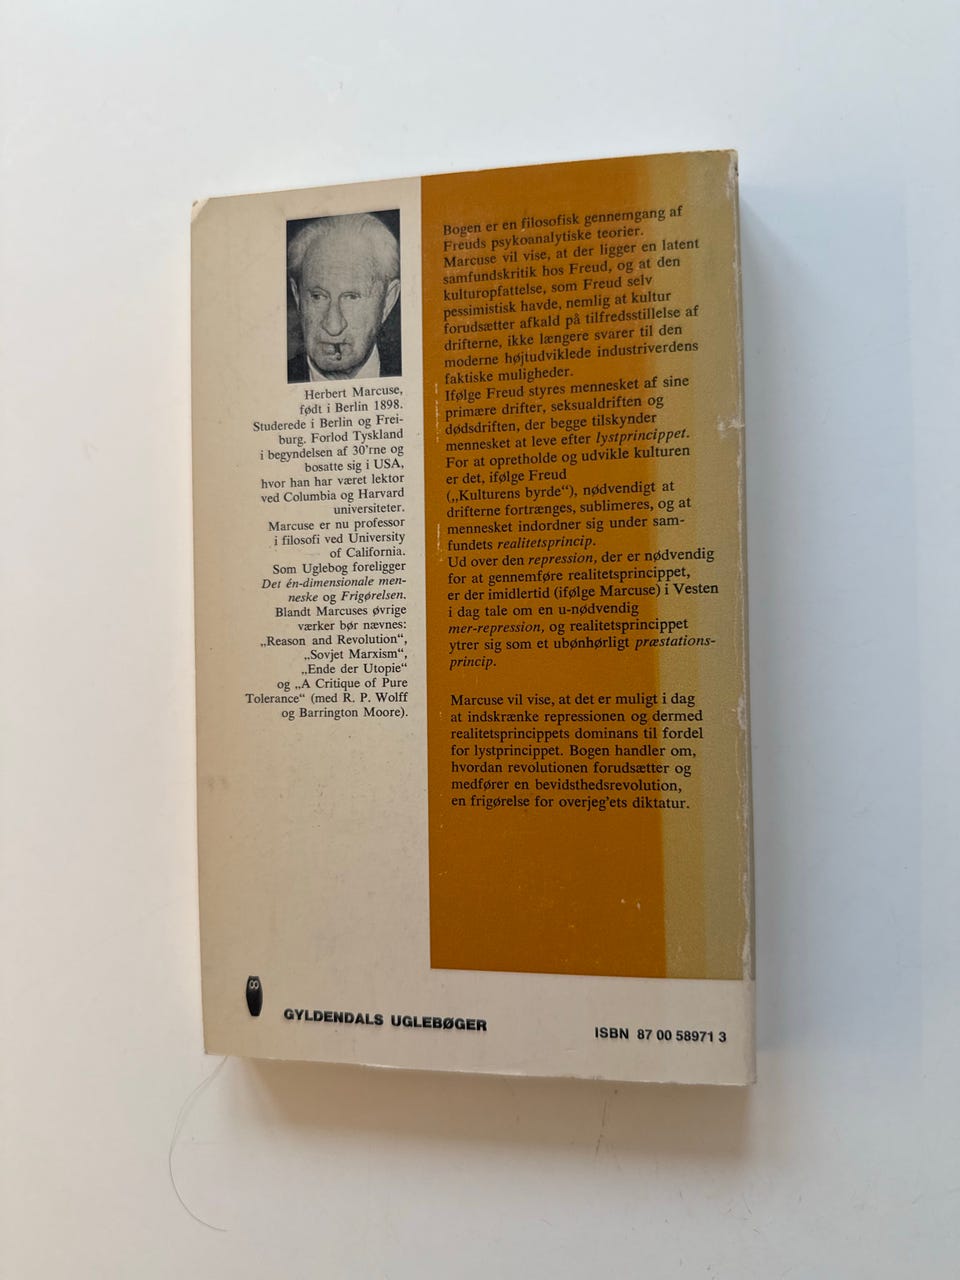 Herbert Marcuse,
født i Berlin 1898.
Studerede i Berlin og Frei-
burg. Forlod Tyskland
i begyndelsen af 30'rne og
bosatte sig i USA,
hvor han har været lektor
ved Columbia og Harvard
universiteter.
Marcuse er nu professor
i filosofi ved University
of California.
Som Uglebog foreligger
Det én-dimensionale men-
neske og Frigørelsen.
Blandt Marcuses øvrige
værker bør nævnes:
„Reason and Revolution“,
„Sovjet Marxism“,
„Ende der Utopie“
og „A Critique of Pure
Tolerance“ (med R. P. Wolff
og Barrington Moore).
Bogen er en filosofisk gennemgang af
Freuds psykoanalytiske teorier.
Marcuse vil vise, at der ligger en latent
samfundskritik hos Freud, og at den
kulturopfattelse, som Freud selv
pessimistisk havde, nemlig at kultur
forudsætter afkald på tilfredsstillelse af
drifterne, ikke længere svarer til den
moderne højtudviklede industriverdens
faktiske muligheder.
Ifølge Freud styres mennesket af sine
primære drifter, seksualdriften og
dødsdriften, der begge tilskynder
mennesket at leve efter lystprincippet.
For at opretholde og udvikle kulturen
er det, ifølge Freud
(„Kulturens byrde“), nødvendigt at
drifterne fortrænges, sublimeres, og at
mennesket indordner sig under sam-
fundets realitetsprincip.
Ud over den repression, der er nødvendig
for at gennemføre realitetsprincippet,
er der imidlertid (ifølge Marcuse) i Vesten
i dag tale om en u-nødvendig
mer-repression, og realitetsprincippet
ytrer sig som et ubønhørligt præstations-
princip.
Marcuse vil vise, at det er muligt i dag
at indskrænke repressionen og dermed
realitetsprincippets dominans til fordel
for lystprincippet. Bogen handler om,
hvordan revolutionen forudsætter og
medfører en bevidsthedsrevolution,
en frigørelse for overjeg'ets diktatur.
GYLDENDALS UGLEBØGER
ISBN 87 00 58971 3